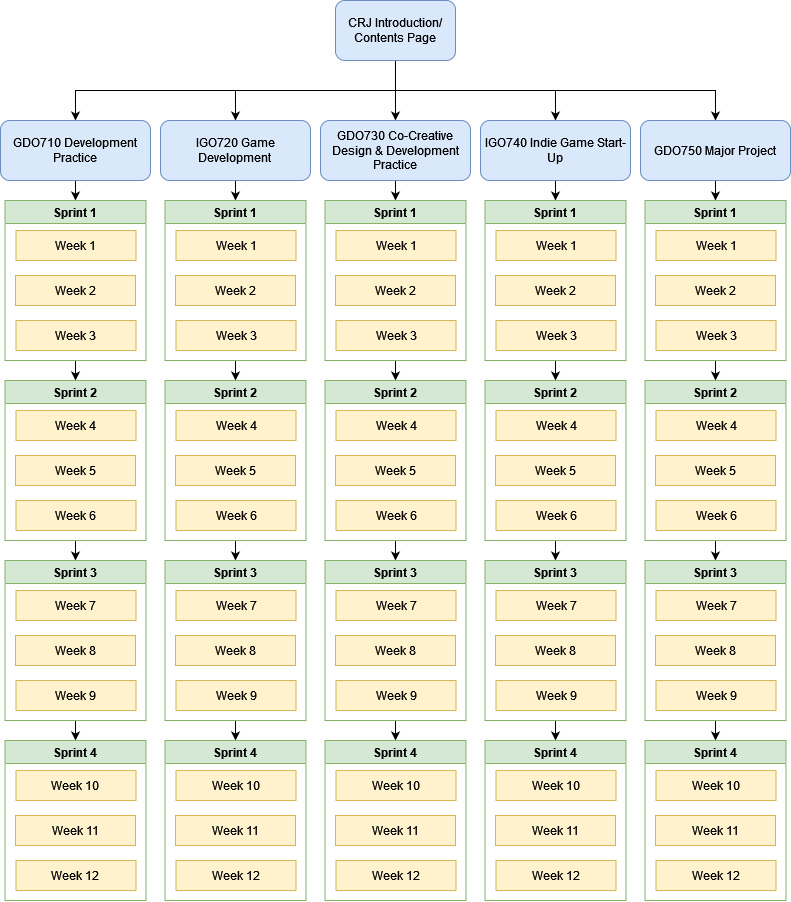 CRJ Introduction/
Contents Page
GDO710 Development
Practice
IGO720 Game
Development
GDO730 Co-Creative
Design & Development
Practice
IGO740 Indie Game Start-
Up
GDO750 Major Project
Sprint 1
Week 1
Week 2
Week 3
Sprint 2
Week 4
Week 5
Week 6
Sprint 3
Week 7
Week 8
Week 9
Sprint 4
Week 10
Week 11
Week 12
Sprint 1
Week 1
Week 2
Week 3
Sprint 2
Week 4
Week 5
Week 6
Sprint 3
Week 7
Week 8
Week 9
Sprint 4
Week 10
Week 11
Week 12
Sprint 1
Week 1
Week 2
Week 3
Sprint 2
Week 4
Week 5
Week 6
Sprint 3
Week 7
Week 8
Week 9
Sprint 4
Week 10
Week 11
Week 12
Sprint 1
Week 1
Week 2
Week 3
Sprint 2
Week 4
Week 5
Week 6
Sprint 3
Week 7
Week 8
Week 9
Sprint 4
Week 10
Week 11
Week 12
Sprint 1
Week 1
Week 2
Week 3
Sprint 2
Week 4
Week 5
Week 6
Sprint 3
Week 7
Week 8
Week 9
Sprint 4
Week 10
Week 11
Week 12